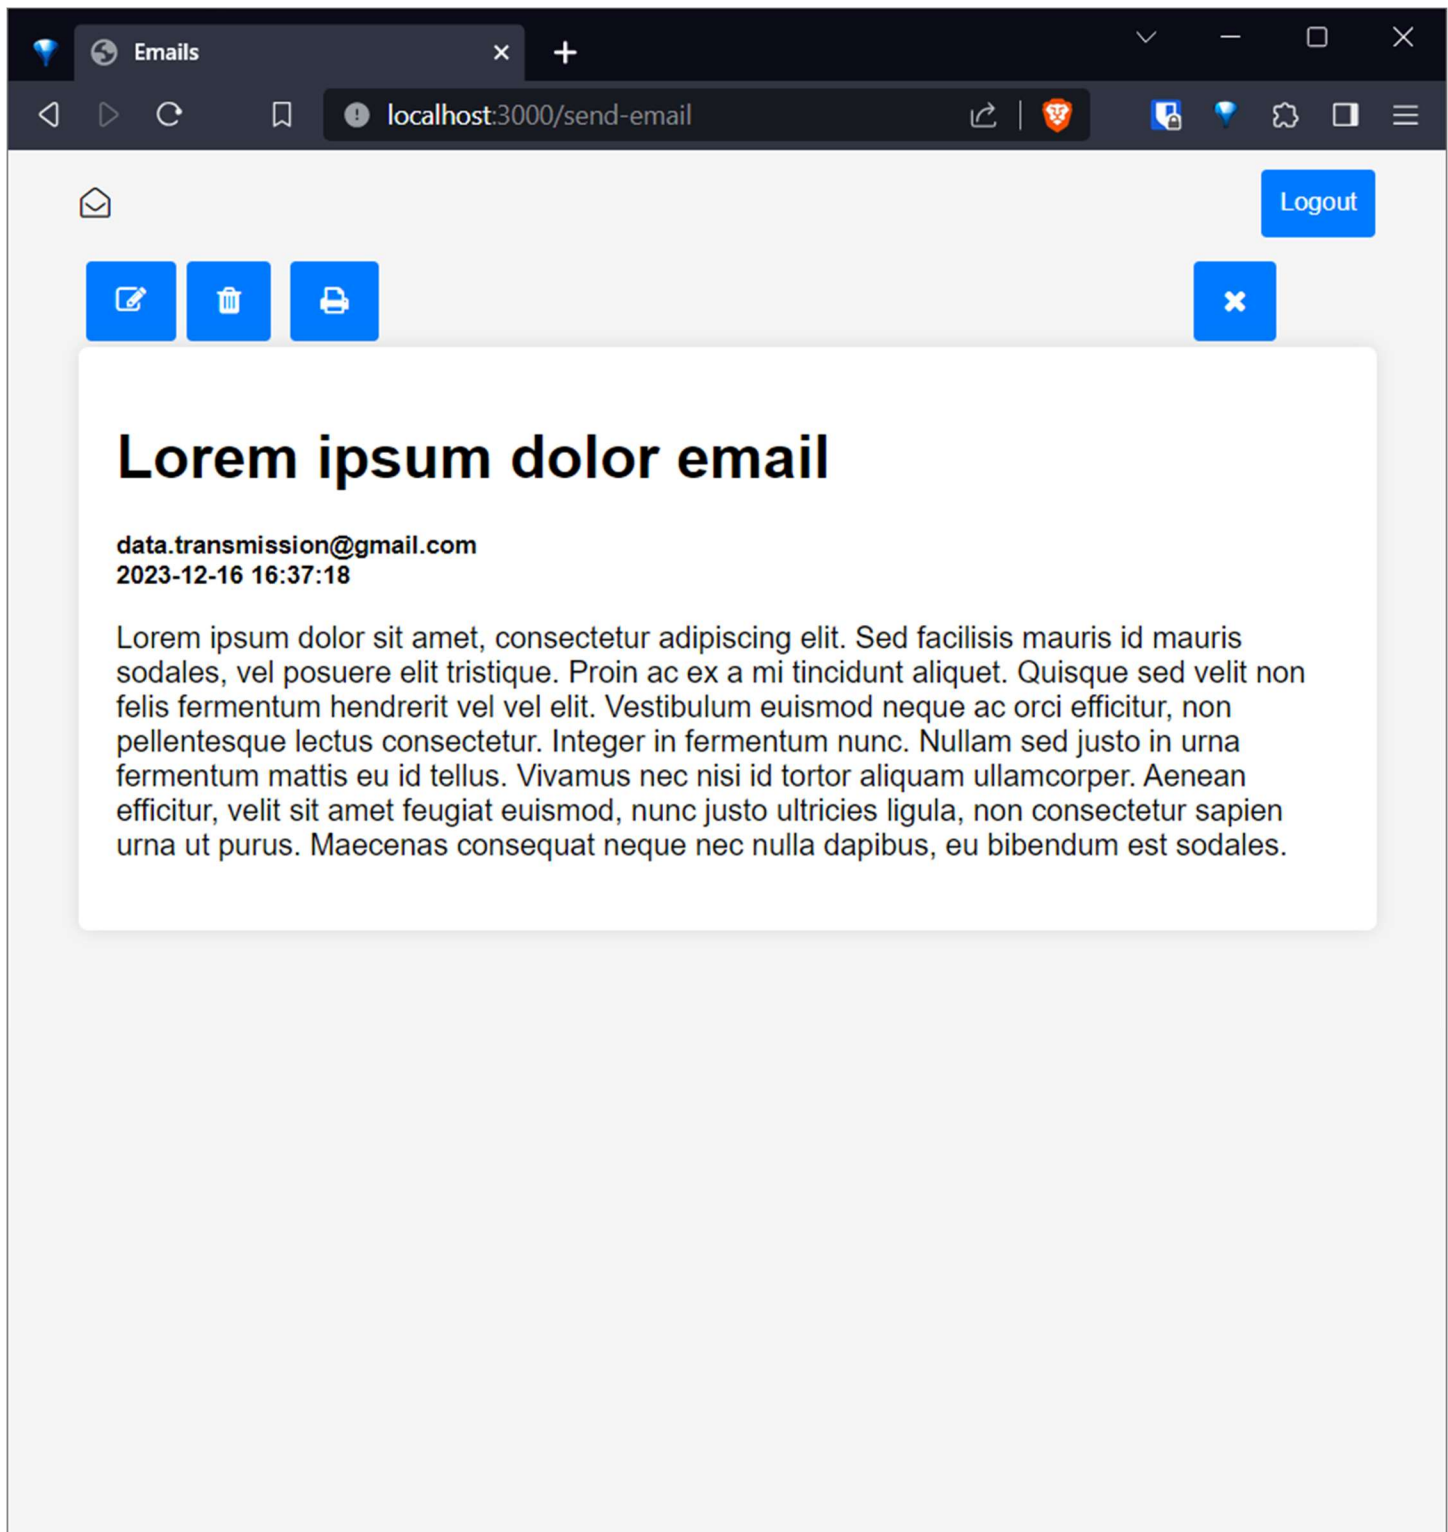 Emails
localhost:3000/send-email
Logout
Lorem ipsum dolor email
data.transmission@gmail.com
2023-12-16 16:37:18
Lorem ipsum dolor sit amet, consectetur adipiscing elit. Sed facilisis mauris id mauris
sodales, vel posuere elit tristique. Proin ac ex a mi tincidunt aliquet. Quisque sed velit non
felis fermentum hendrerit vel vel elit. Vestibulum euismod neque ac orci efficitur, non
pellentesque lectus consectetur. Integer in fermentum nunc. Nullam sed justo in urna
fermentum mattis eu id tellus. Vivamus nec nisi id tortor aliquam ullamcorper. Aenean
efficitur, velit sit amet feugiat euismod, nunc justo ultricies ligula, non consectetur sapien
urna ut purus. Maecenas consequat neque nec nulla dapibus, eu bibendum est sodales.